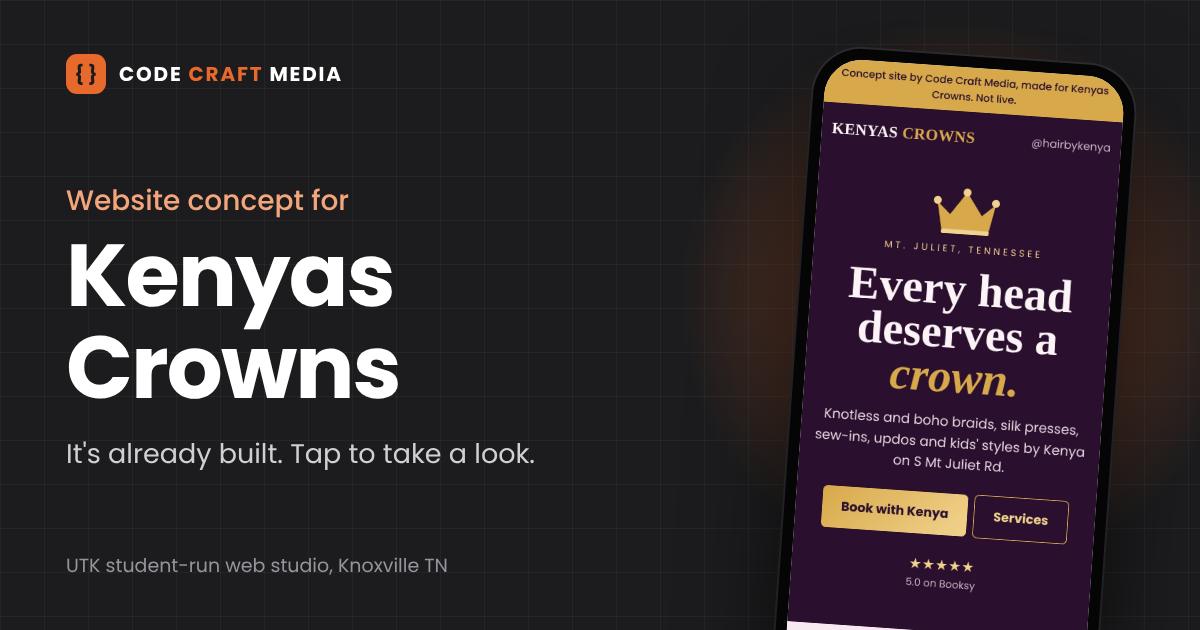 { } CODE CRAFT MEDIA
Website concept for
Kenyas
Crowns
It's already built. Tap to take a look.
UTK student-run web studio, Knoxville TN
Concept site by Code Craft Media, made for Kenyas
Crowns. Not live.
KENYAS CROWNS
@hairbykenya
MT. JULIET, TENNESSEE
Every head
deserves a
crown.
Knotless and boho braids, silk presses,
sew-ins, updos and kids' styles by Kenya
on S Mt Juliet Rd.
Book with Kenya
Services
★★★★★
5.0 on Booksy